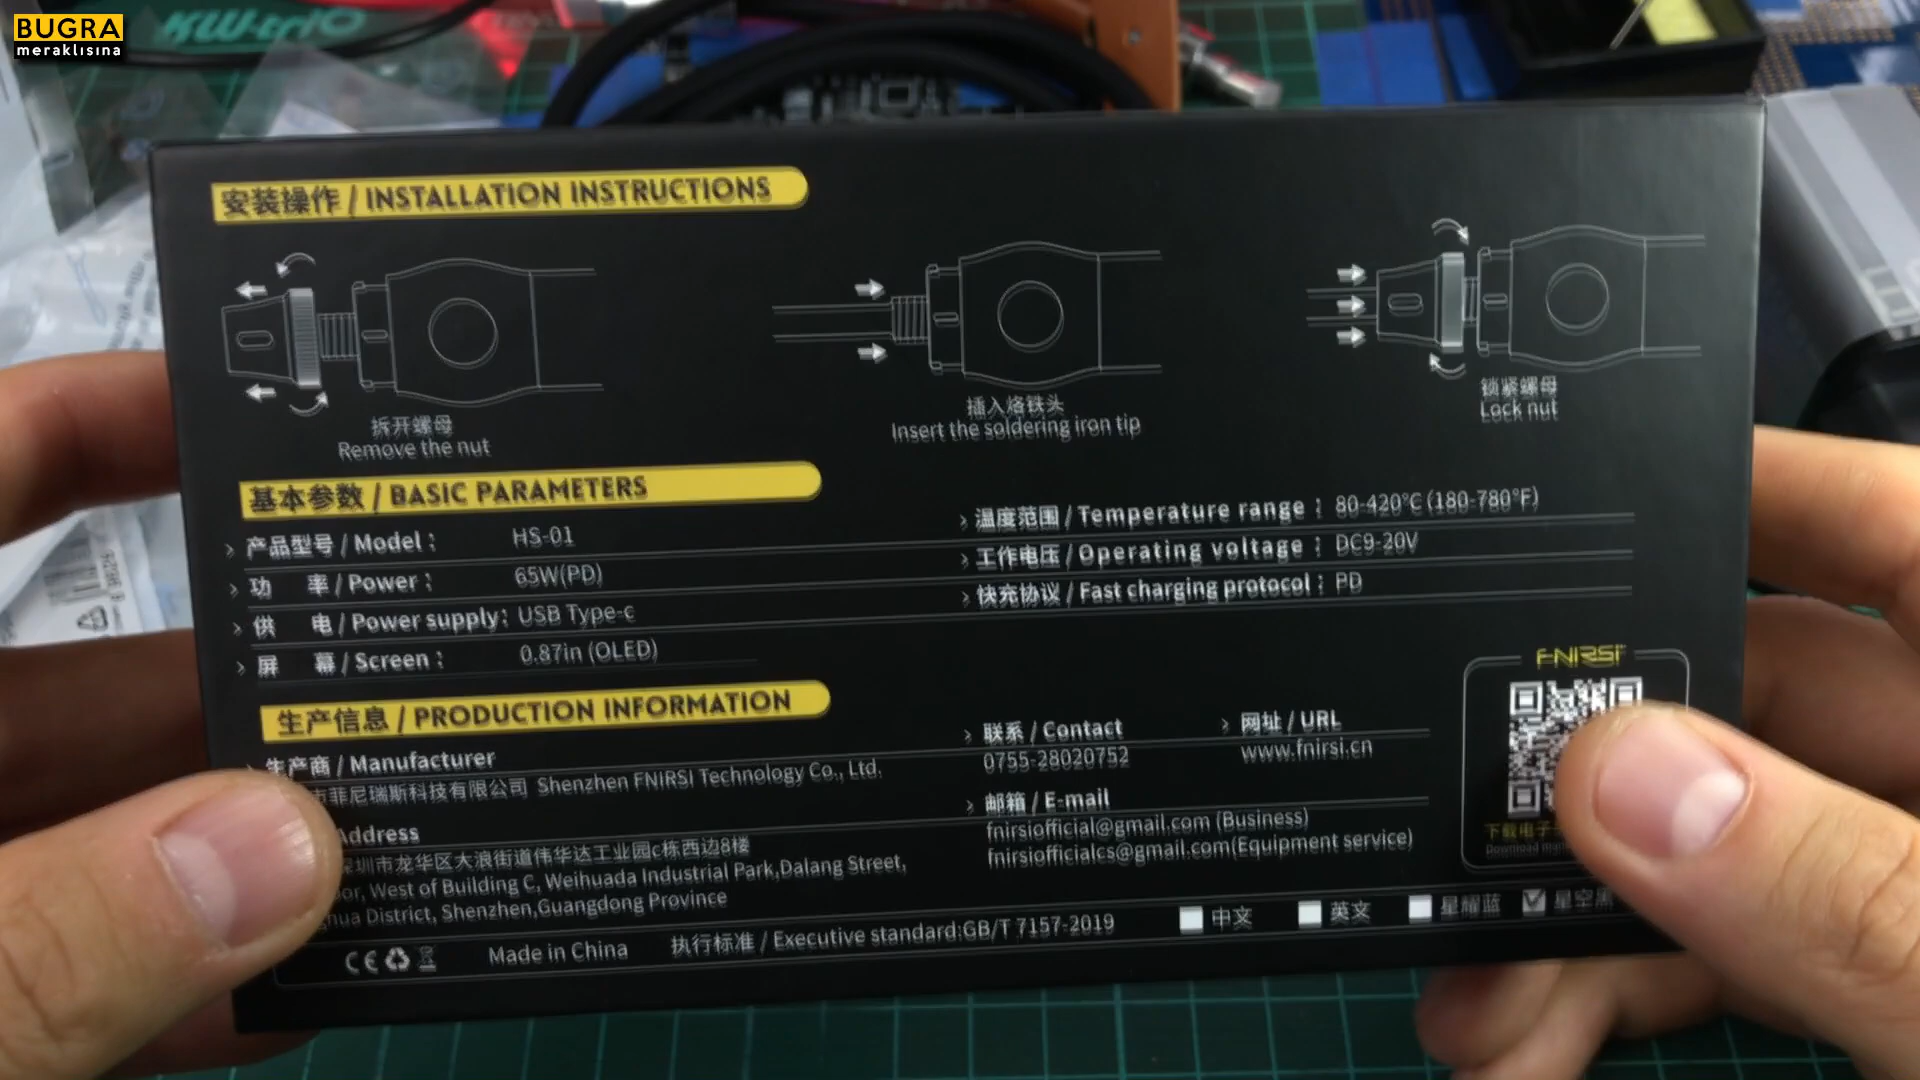 BUGRA
meraklısına
KW-triO
安装操作 / INSTALLATION INSTRUCTIONS
拆开螺母
Remove the nut
插入烙铁头
Insert the soldering iron tip
锁紧螺母
Lock nut
基本参数 / BASIC PARAMETERS
产品型号 / Model : HS-01
功 率 / Power : 65W(PD)
供 电 / Power supply: USB Type-c
屏 幕 / Screen : 0.87in (OLED)
温度范围 / Temperature range : 80-420℃ (180-780℉)
工作电压 / Operating voltage : DC9-20V
快充协议 / Fast charging protocol : PD
生产信息 / PRODUCTION INFORMATION
生产商 / Manufacturer
市菲尼瑞斯科技有限公司 Shenzhen FNIRSI Technology Co., Ltd.
Address
圳市龙华区大浪街道伟华达工业园c栋西边8楼
West of Building C, Weihuada Industrial Park,Dalang Street,
District, Shenzhen,Guangdong Province
联系 / Contact
0755-28020752
网址 / URL
www.fnirsi.cn
邮箱 / E-mail
fnirsiofficial@gmail.com (Business)
fnirsiofficialcs@gmail.com(Equipment service)
FNIRSI
下载电子
Download
CE Made in China 执行标准 / Executive standard:GB/T 7157-2019
中文 英文 星耀蓝 星空黑